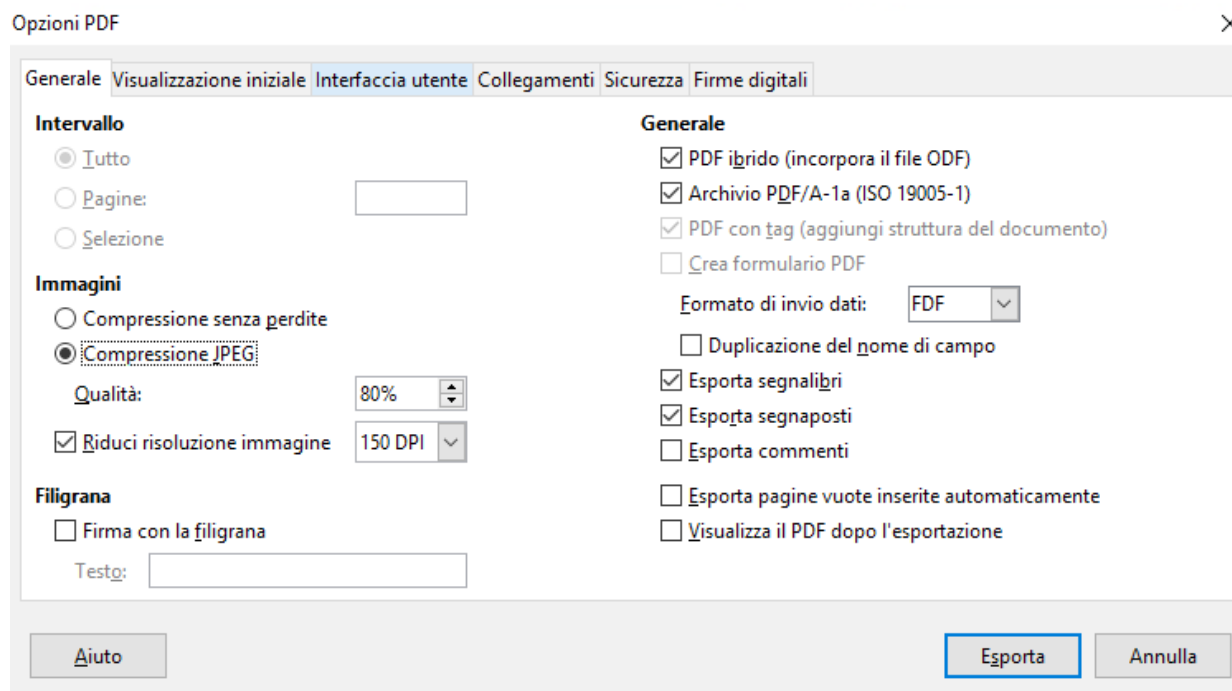 Opzioni PDF
Generale Visualizzazione iniziale Interfaccia utente Collegamenti Sicurezza Firme digitali
Intervallo
Tutto
Pagine:
Selezione
Immagini
Compressione senza perdite
Compressione JPEG
Qualità: 80%
Riduci risoluzione immagine 150 DPI
Filigrana
Firma con la filigrana
Testo:
Generale
PDF ibrido (incorpora il file ODF)
Archivio PDF/A-1a (ISO 19005-1)
PDF con tag (aggiungi struttura del documento)
Crea formulario PDF
Formato di invio dati: FDF
Duplicazione del nome di campo
Esporta segnalibri
Esporta segnaposti
Esporta commenti
Esporta pagine vuote inserite automaticamente
Visualizza il PDF dopo l'esportazione
Aiuto Esporta Annulla